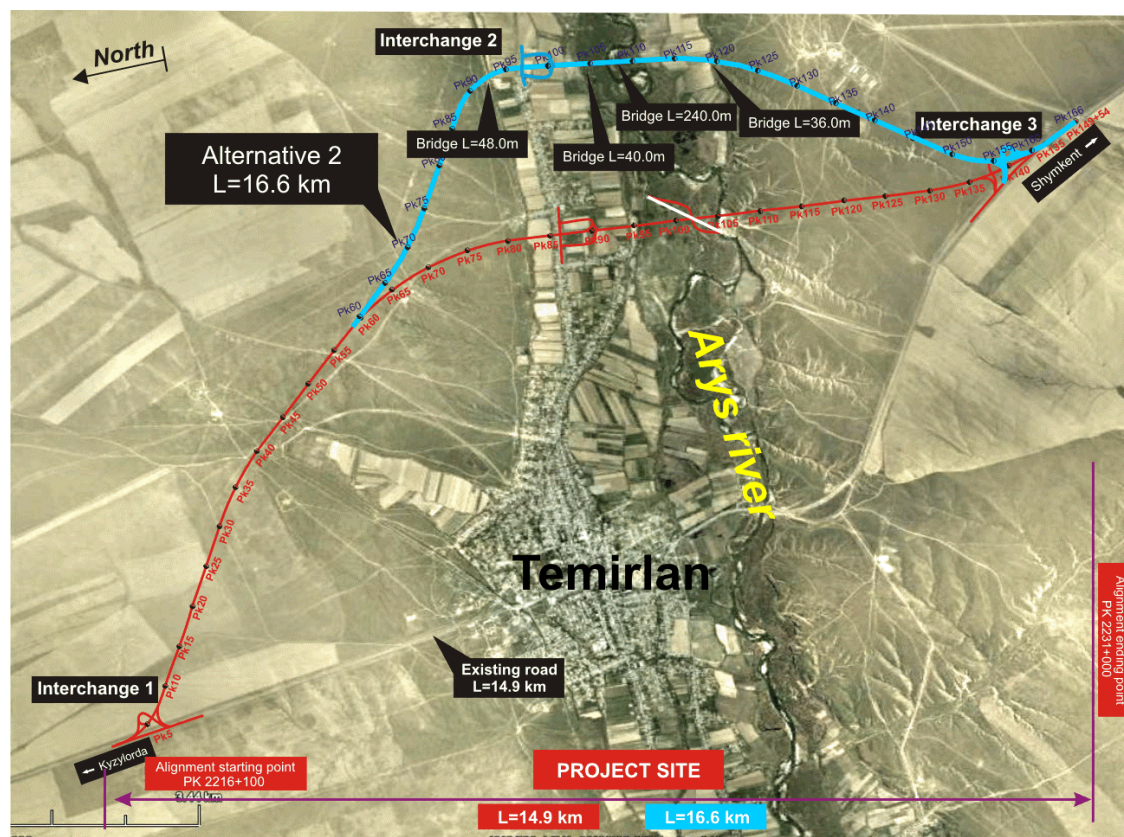 North
Interchange 2
Pk90
Pk95
Pk100
Pk105
Pk110
Pk115
Pk120
Pk125
Pk130
Pk135
Pk140
Pk150
Pk155
Pk166
Interchange 3
Pk149+54
Shymkent
Bridge L=48.0m
Bridge L=40.0m
Bridge L=240.0m
Bridge L=36.0m
Alternative 2
L=16.6 km
Pk85
Pk75
Pk70
Pk65
Pk60
Pk60
Pk65
Pk70
Pk75
Pk80
Pk85
Pk90
Pk110
Pk115
Pk120
Pk125
Pk130
Pk135
Pk55
Pk50
Pk45
Pk40
Pk35
Pk30
Pk25
Pk20
Pk15
Pk10
Pk5
Arys river
Temirlan
Existing road
L=14.9 km
Interchange 1
Kyzylorda
Alignment starting point
PK 2216+100
PROJECT SITE
L=14.9 km
L=16.6 km
Alignment ending point
PK 2231+000